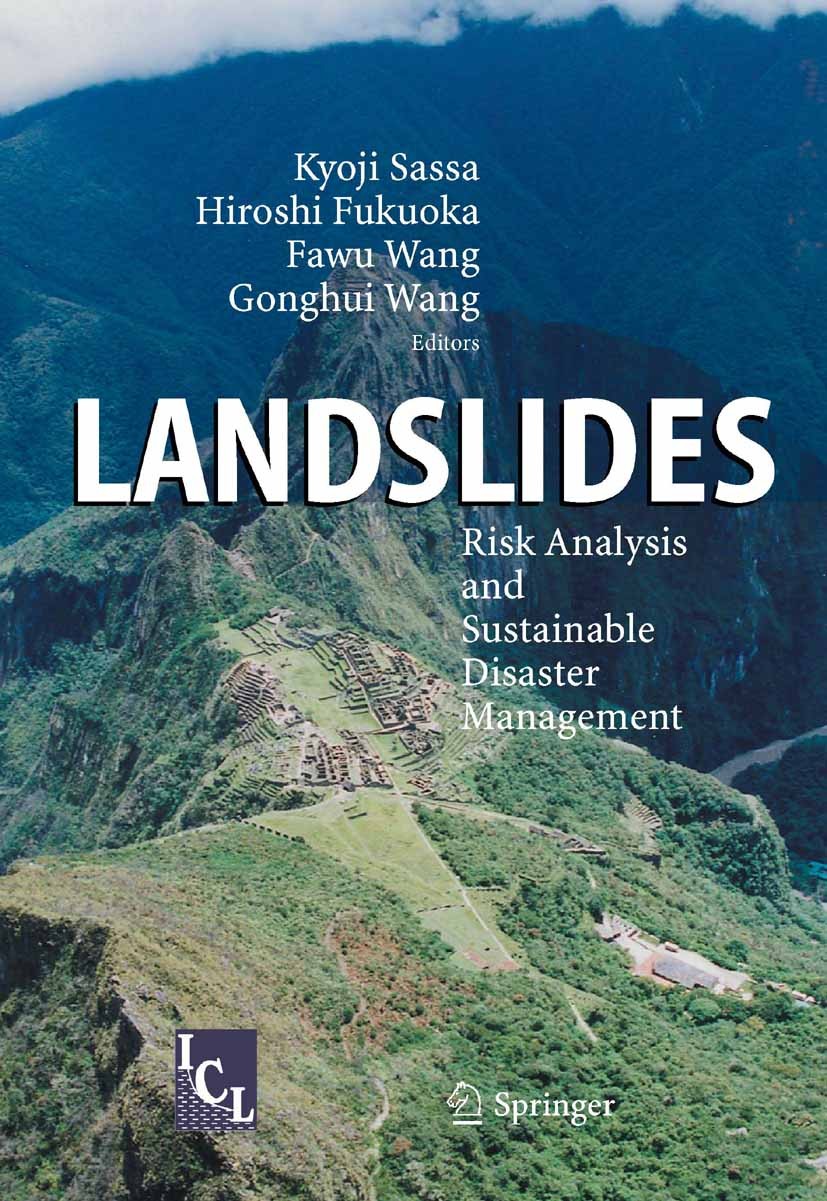 Kyoji Sassa
Hiroshi Fukuoka
Fawu Wang
Gonghui Wang
Editors
LANDSLIDES
Risk Analysis
and
Sustainable
Disaster
Management
ICL
Springer